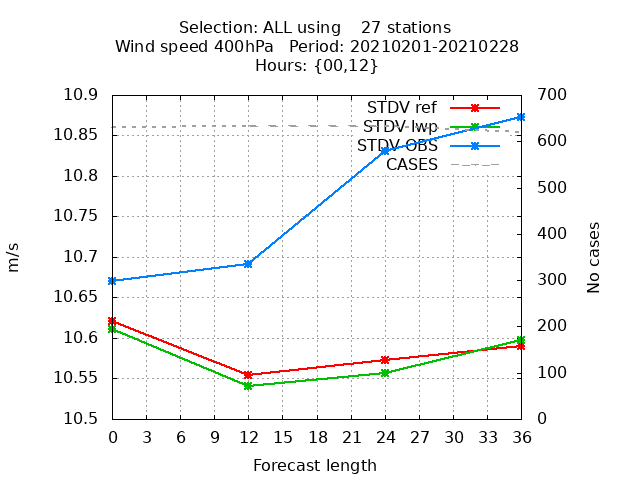 Selection: ALL using    27 stations
Wind speed 400hPa   Period: 20210201-20210228
Hours: {00,12}
10.9
10.85
10.8
10.75
10.7
10.65
10.6
10.55
10.5
m/s
STDV ref
STDV lwp
STDV OBS
CASES
700
600
500
400
300
200
100
0
No cases
0 3 6 9 12 15 18 21 24 27 30 33 36
Forecast length